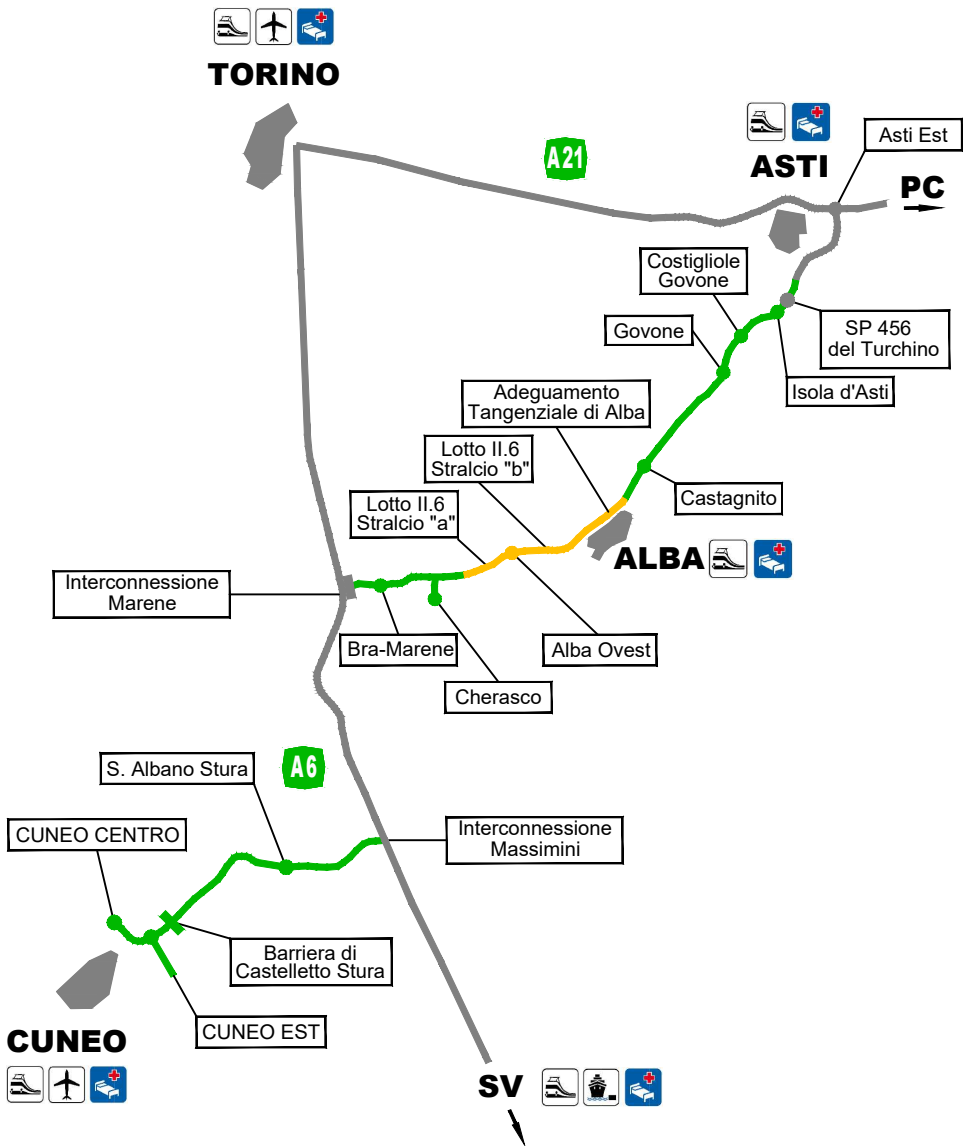 TORINO
A21
ASTI
Asti Est
PC
Costigliole
Govone
Govone
SP 456
del Turchino
Isola d'Asti
Adeguamento
Tangenziale di Alba
Lotto II.6
Stralcio "b"
Lotto II.6
Stralcio "a"
Castagnito
ALBA
Interconnessione
Marene
Bra-Marene
Alba Ovest
Cherasco
A6
S. Albano Stura
CUNEO CENTRO
Interconnessione
Massimini
Barriera di
Castelletto Stura
CUNEO EST
CUNEO
SV